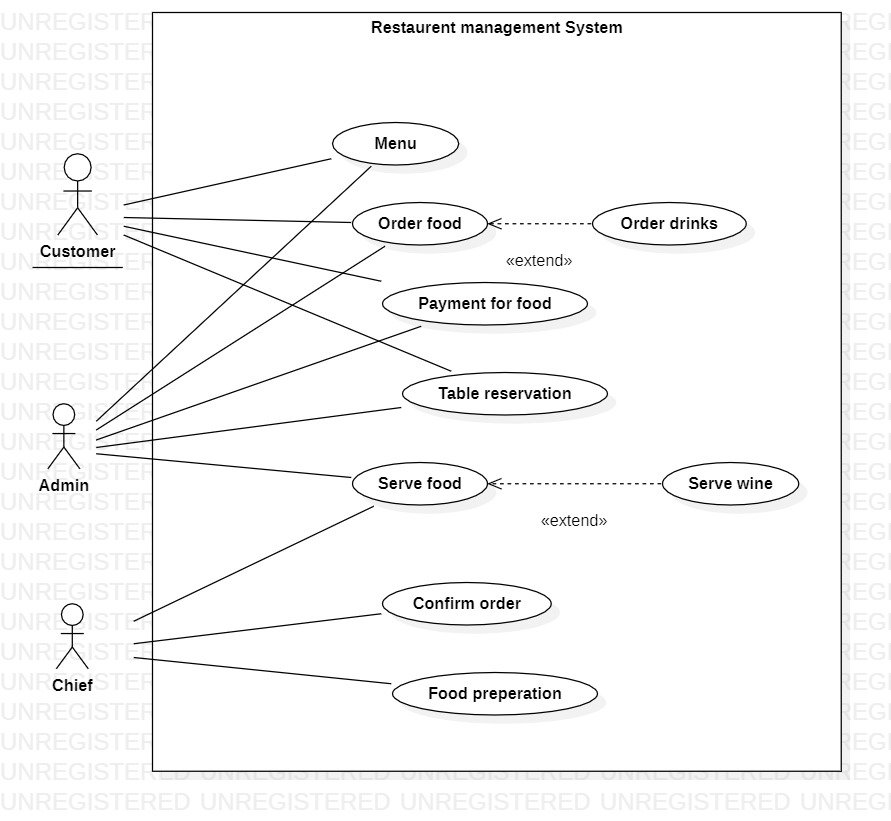 Restaurent management System
Menu
Customer
Order food
Order drinks
«extend»
Payment for food
Table reservation
Admin
Serve food
Serve wine
«extend»
Chief
Confirm order
Food preperation
UNREGISTERED UNREGISTERED UNREGISTERED UNREGISTERED UNREGI